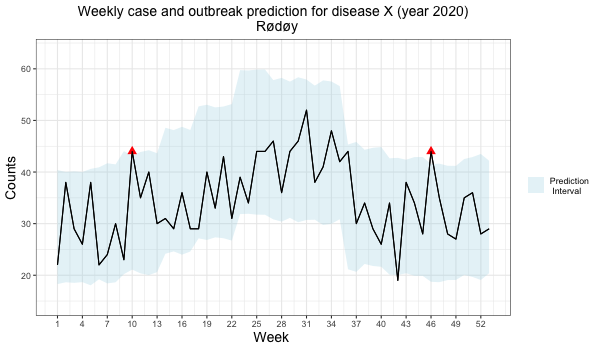 Weekly case and outbreak prediction for disease X (year 2020)
Rødøy
Counts
60
50
40
30
20
1 4 7 10 13 16 19 22 25 28 31 34 37 40 43 46 49 52
Week
Prediction
Interval